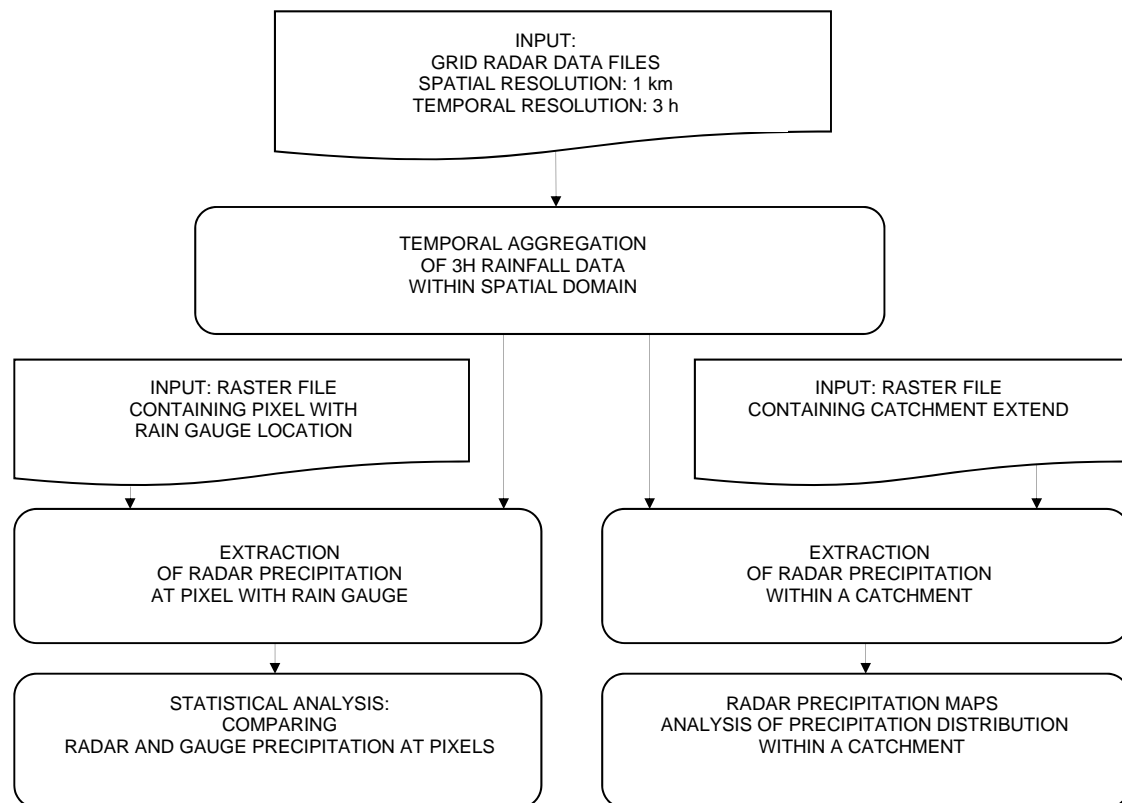 INPUT:
GRID RADAR DATA FILES
SPATIAL RESOLUTION: 1 km
TEMPORAL RESOLUTION: 3 h
TEMPORAL AGGREGATION
OF 3H RAINFALL DATA
WITHIN SPATIAL DOMAIN
INPUT: RASTER FILE
CONTAINING PIXEL WITH
RAIN GAUGE LOCATION
INPUT: RASTER FILE
CONTAINING CATCHMENT EXTEND
EXTRACTION
OF RADAR PRECIPITATION
AT PIXEL WITH RAIN GAUGE
EXTRACTION
OF RADAR PRECIPITATION
WITHIN A CATCHMENT
STATISTICAL ANALYSIS:
COMPARING
RADAR AND GAUGE PRECIPITATION AT PIXELS
RADAR PRECIPITATION MAPS
ANALYSIS OF PRECIPITATION DISTRIBUTION
WITHIN A CATCHMENT